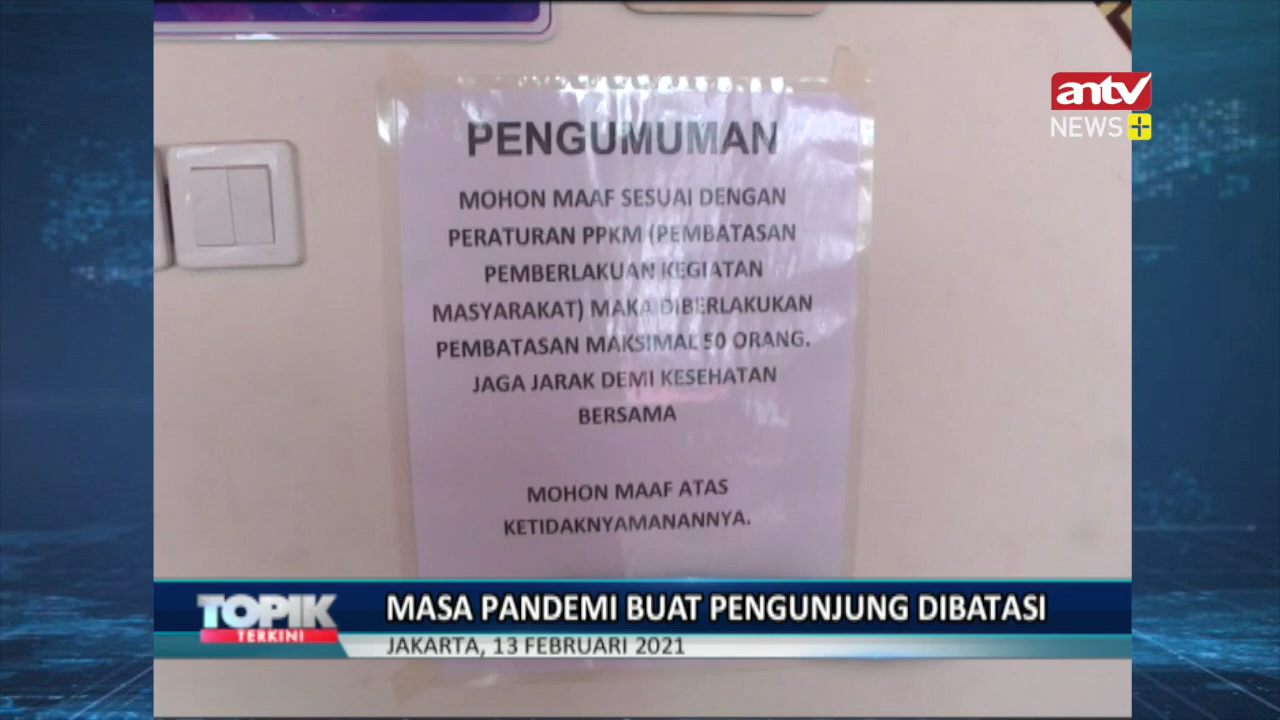 antv
NEWS+
PENGUMUMAN
MOHON MAAF SESUAI DENGAN
PERATURAN PPKM (PEMBATASAN
PEMBERLAKUAN KEGIATAN
MASYARAKAT) MAKA DIBERLAKUKAN
PEMBATASAN MAKSIMAL 50 ORANG.
JAGA JARAK DEMI KESEHATAN
BERSAMA
MOHON MAAF ATAS
KETIDAKNYAMANANNYA.
TOPIK
TERKINI
MASA PANDEMI BUAT PENGUNJUNG DIBATASI
JAKARTA, 13 FEBRUARI 2021